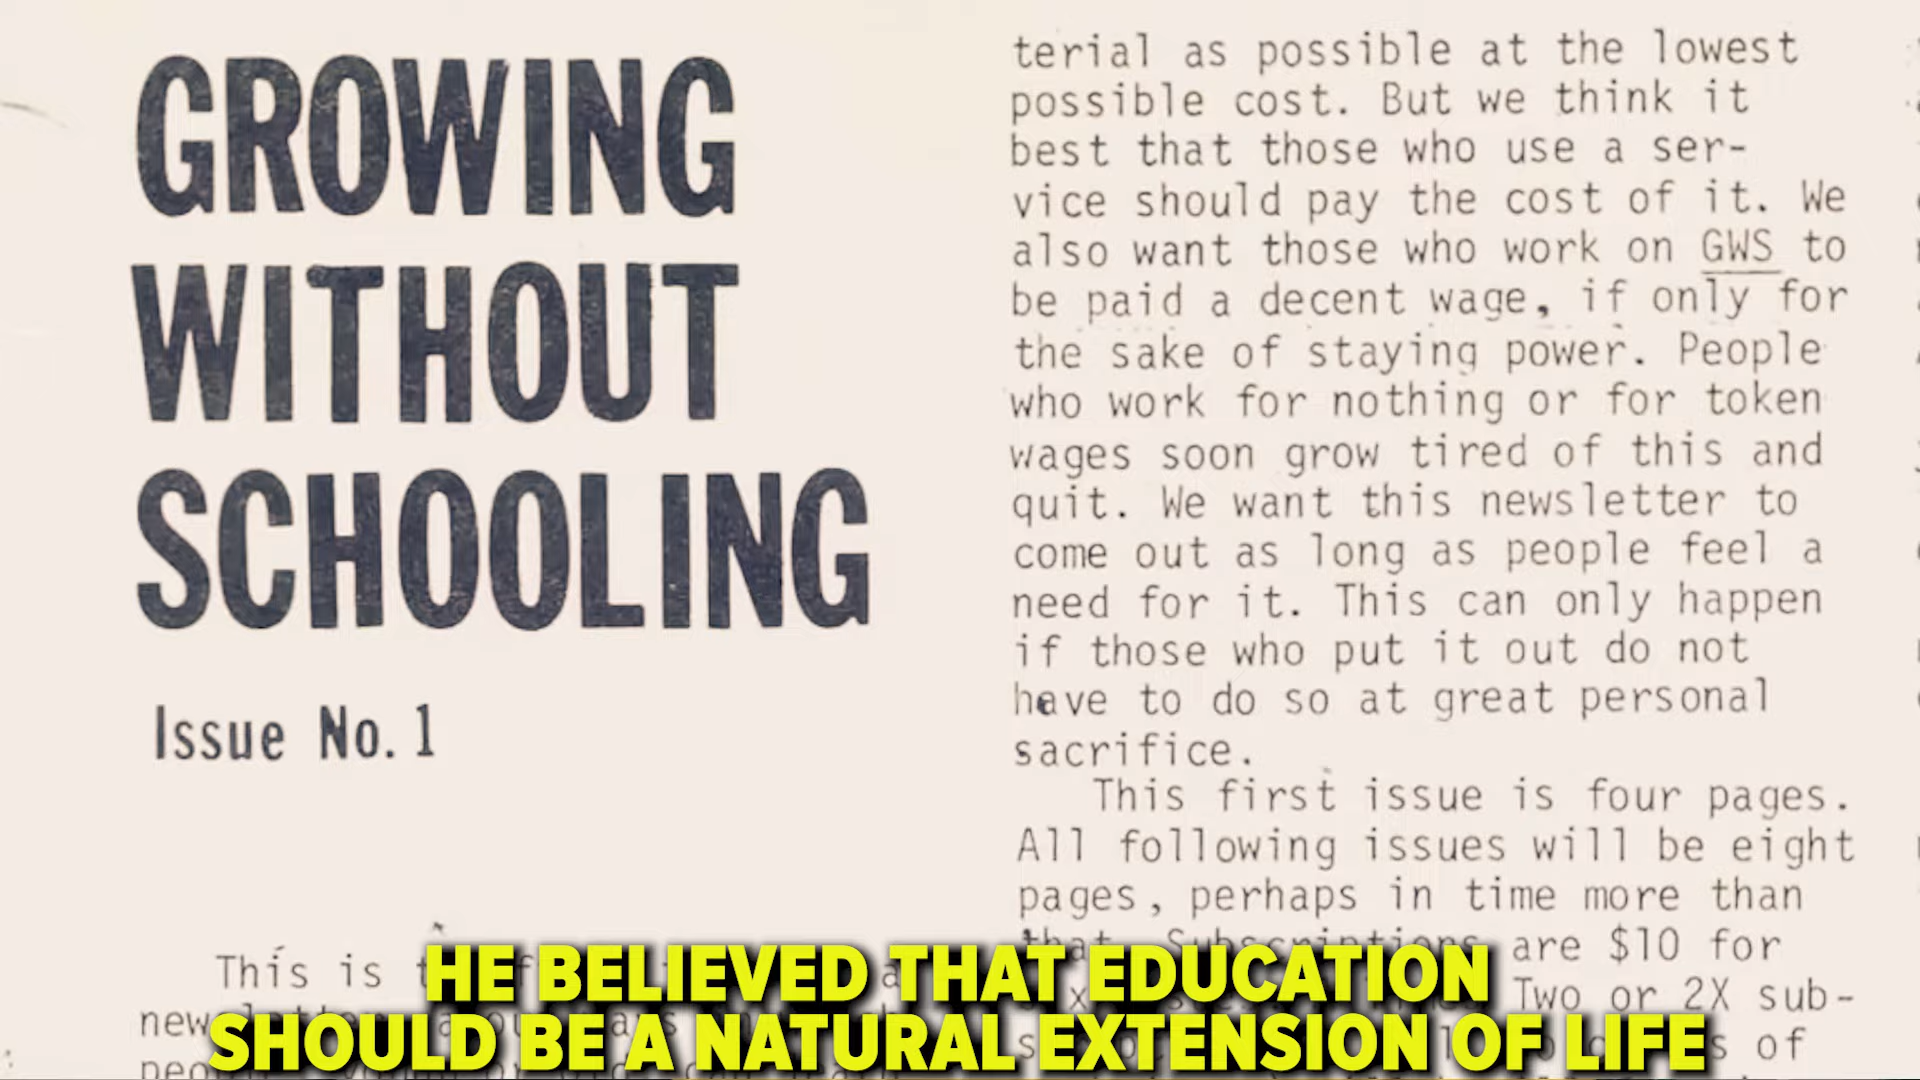 GROWING
WITHOUT
SCHOOLING
Issue No. 1
This is
terial as possible at the lowest
possible cost. But we think it
best that those who use a ser-
vice should pay the cost of it. We
also want those who work on GWS to
be paid a decent wage, if only for
the sake of staying power. People
who work for nothing or for token
wages soon grow tired of this and
quit. We want this newsletter to
come out as long as people feel a
need for it. This can only happen
if those who put it out do not
have to do so at great personal
sacrifice.
This first issue is four pages.
All following issues will be eight
pages, perhaps in time more than
that. Subscriptions are $10 for
Two or 2X sub-
of
HE BELIEVED THAT EDUCATION
SHOULD BE A NATURAL EXTENSION OF LIFE